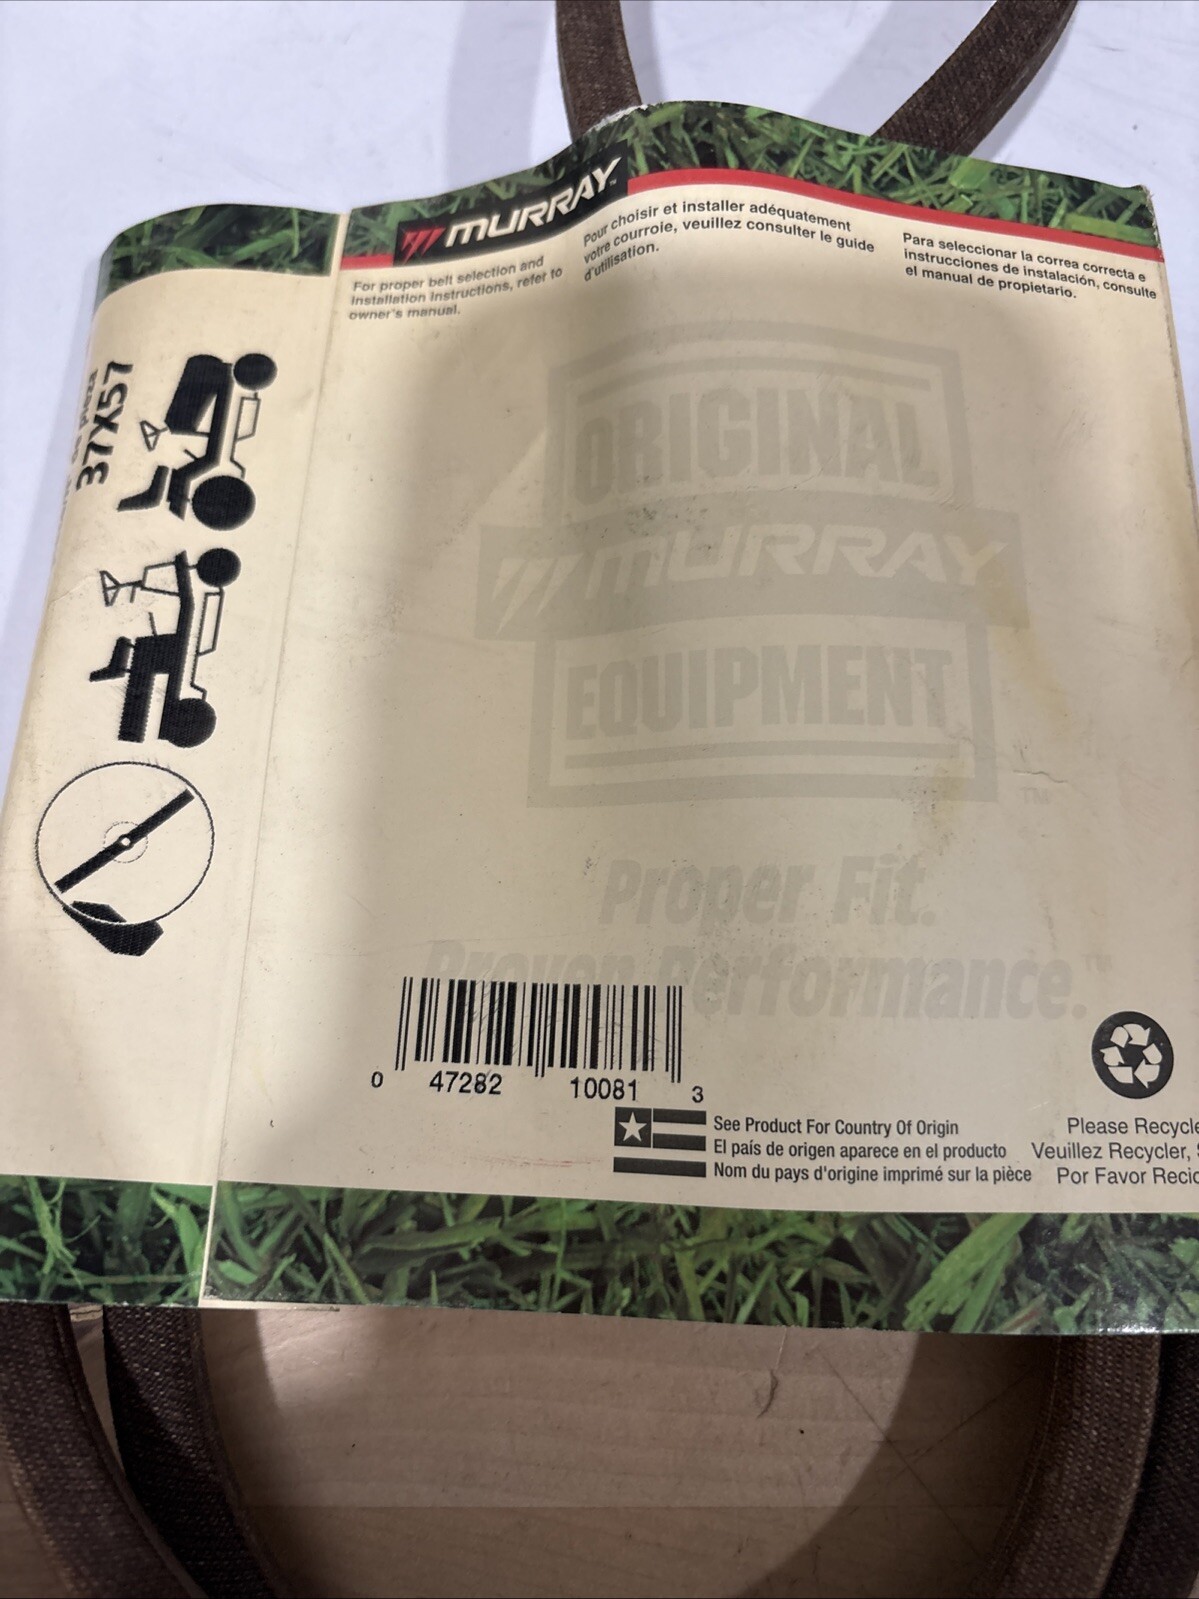 MURRAY
For proper belt selection and
installation instructions, refer to
owner's manual.
Pour choisir et installer adéquatement
votre courroie, veuillez consulter le guide
d'utilisation.
Para seleccionar la correa correcta e
instrucciones de instalación, consulte
el manual de propietario.
37X57
ORIGINAL
MURRAY
EQUIPMENT
TM
Proper Fit.
Proven Performance.™
0 47282 10081 3
See Product For Country Of Origin
El país de origen aparece en el producto
Nom du pays d'origine imprimé sur la pièce
Please Recycle
Veuillez Recycler,
Por Favor Recic